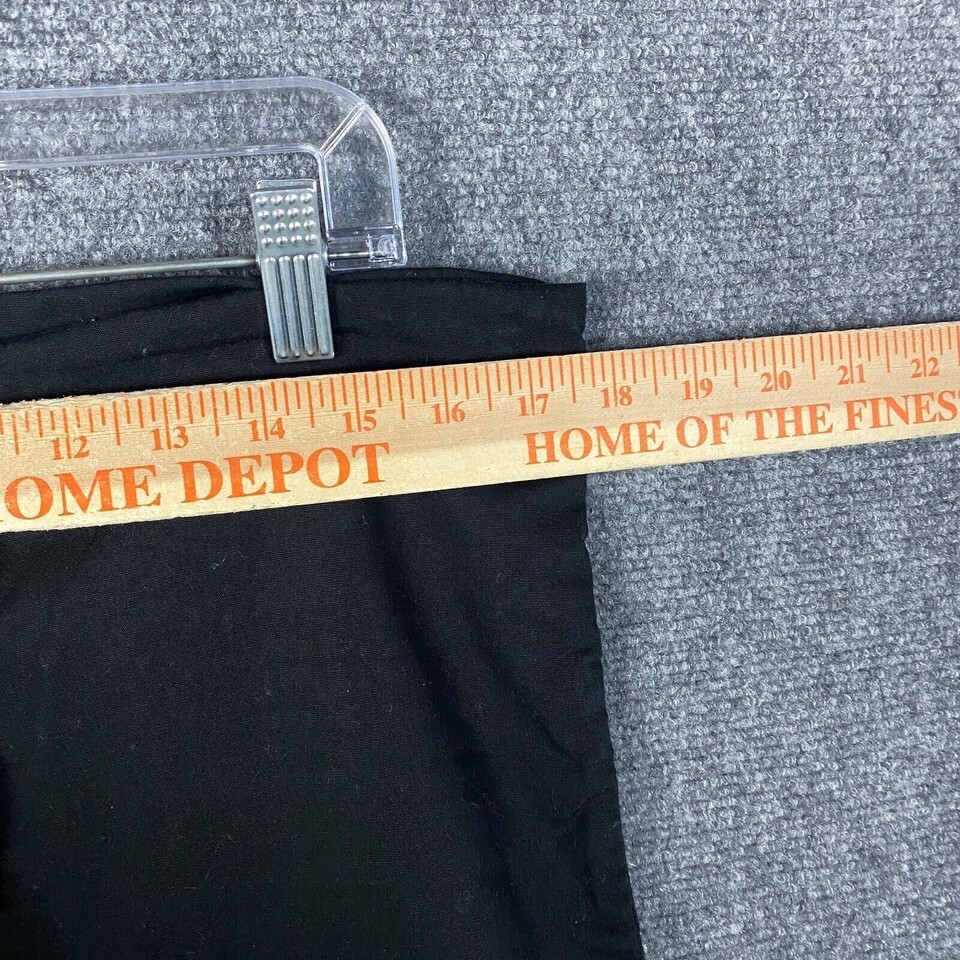 12 13 14 15 16 17 18 19 20 21 22
OME DEPOT HOME OF THE FINES